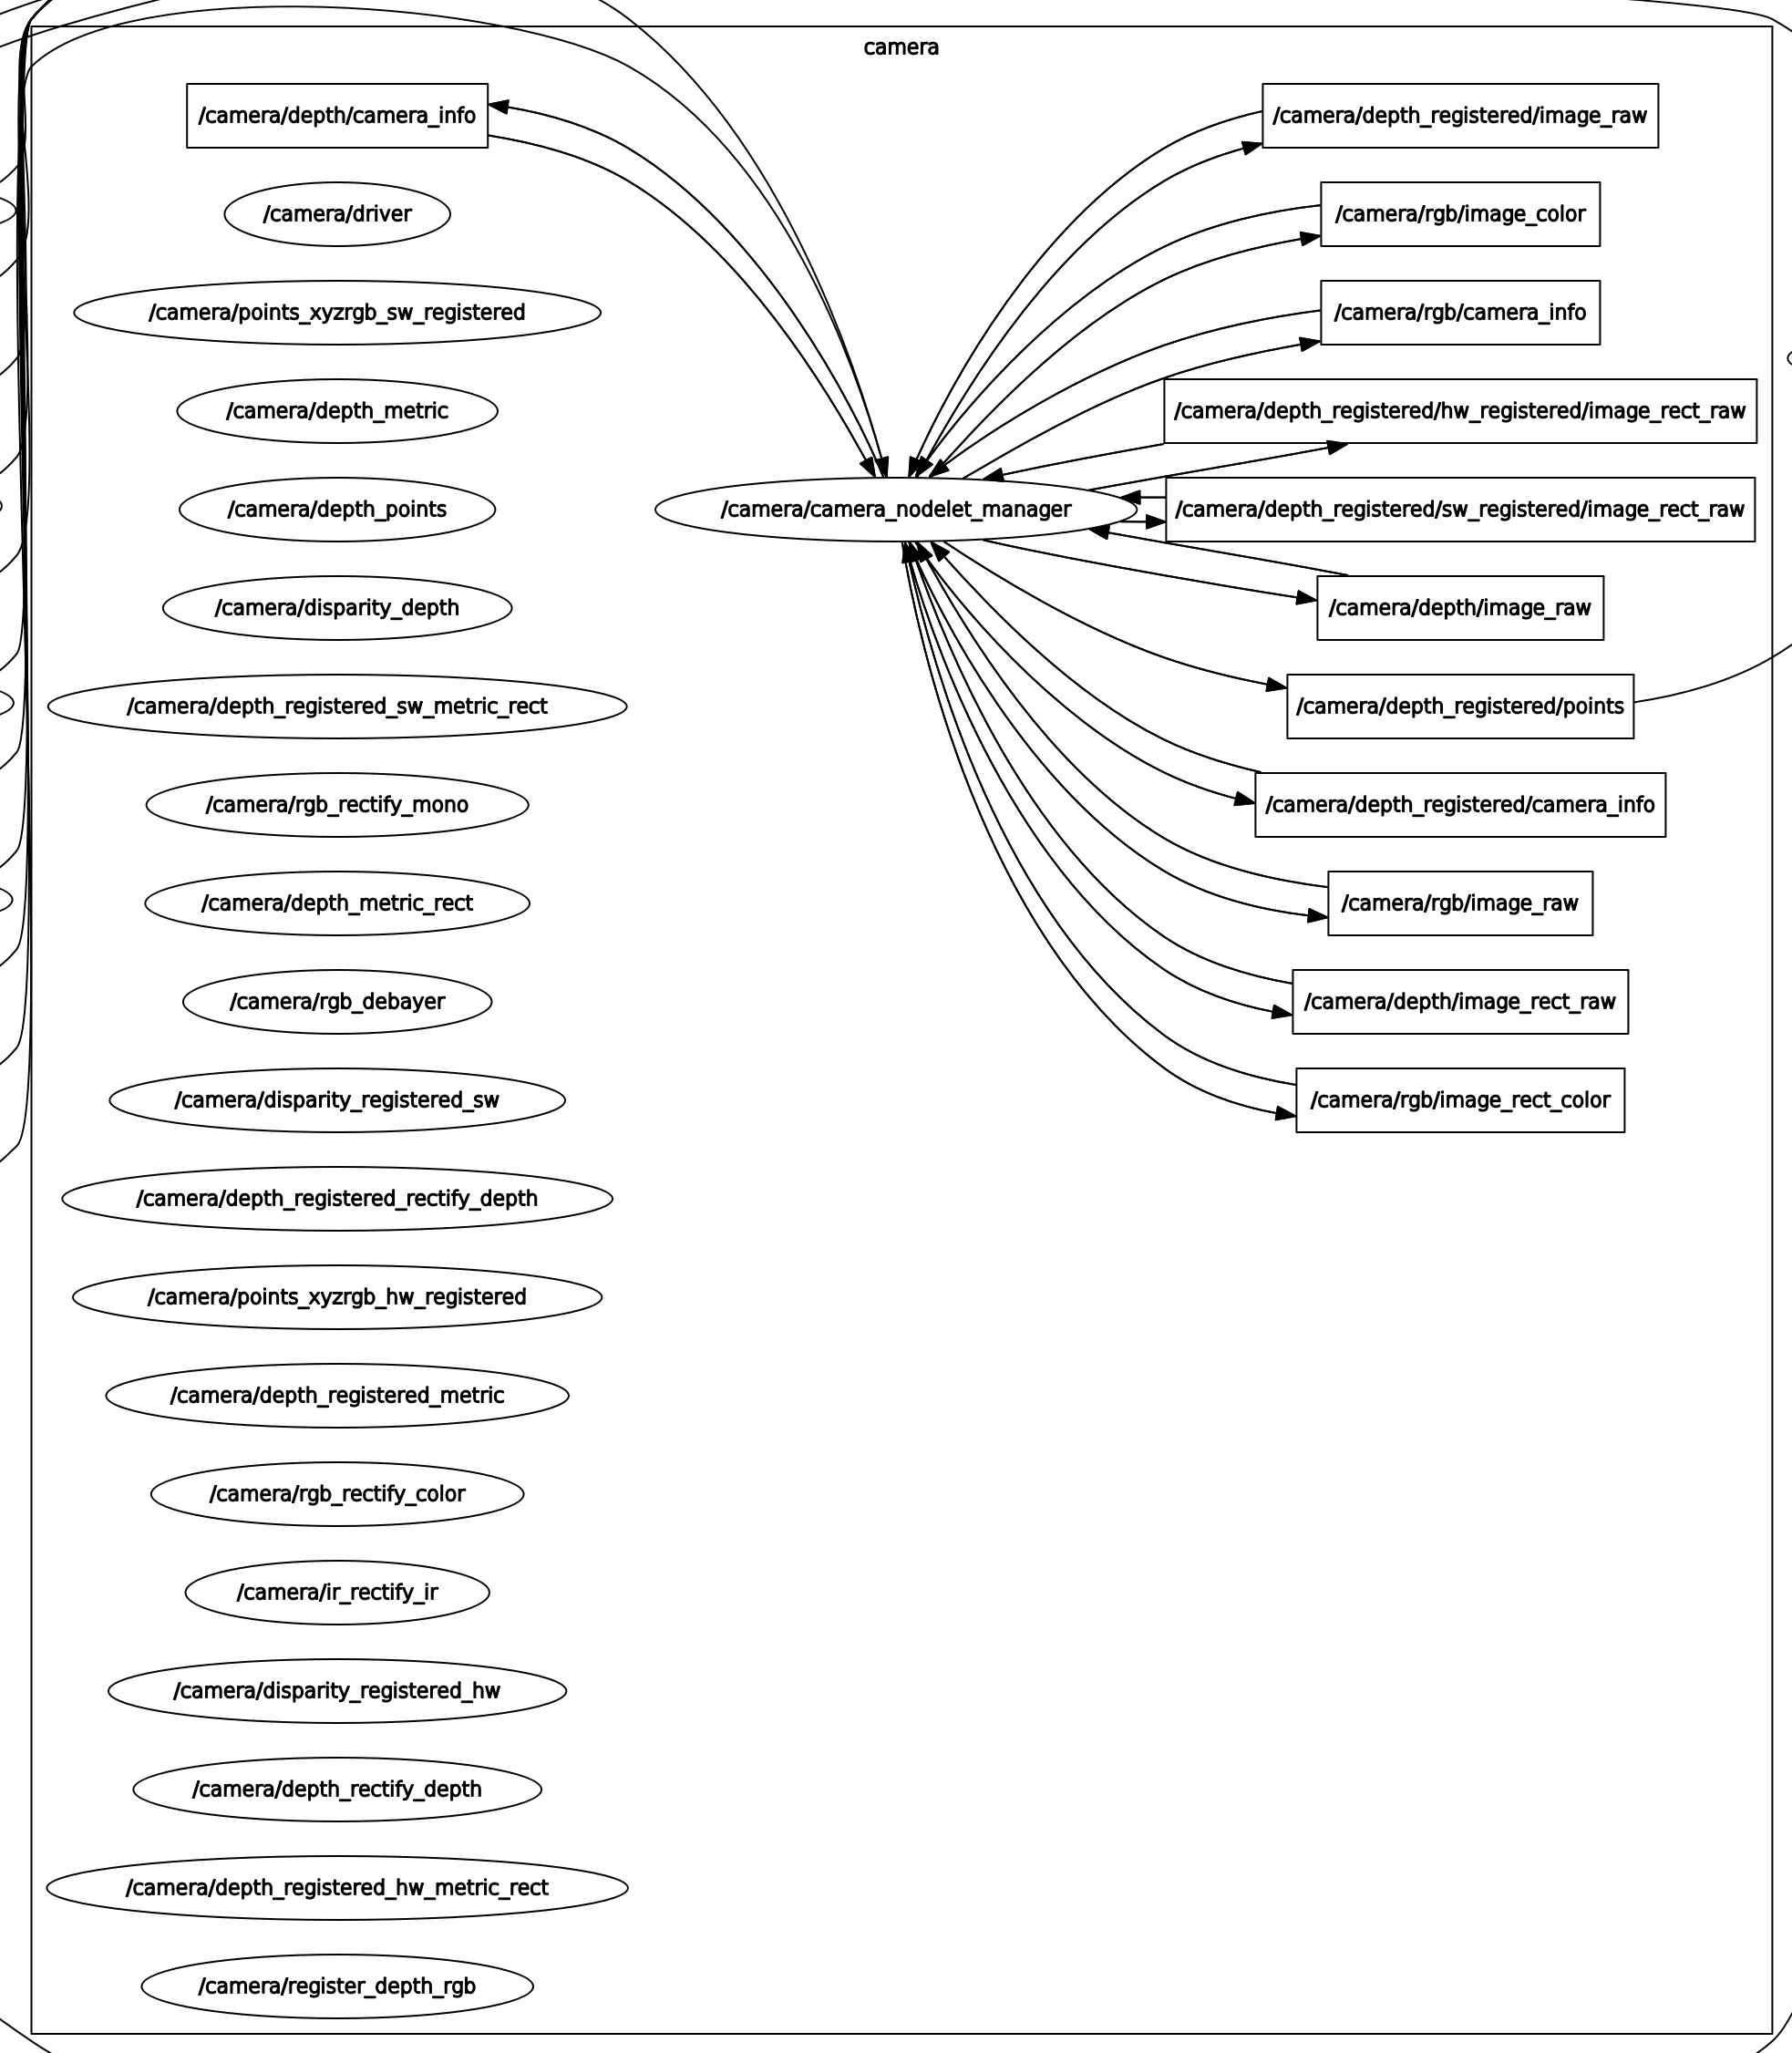 camera
/camera/depth/camera_info
/camera/driver
/camera/points_xyzrgb_sw_registered
/camera/depth_metric
/camera/depth_points
/camera/disparity_depth
/camera/depth_registered_sw_metric_rect
/camera/rgb_rectify_mono
/camera/depth_metric_rect
/camera/rgb_debayer
/camera/disparity_registered_sw
/camera/depth_registered_rectify_depth
/camera/points_xyzrgb_hw_registered
/camera/depth_registered_metric
/camera/rgb_rectify_color
/camera/ir_rectify_ir
/camera/disparity_registered_hw
/camera/depth_rectify_depth
/camera/depth_registered_hw_metric_rect
/camera/register_depth_rgb
/camera/camera_nodelet_manager
/camera/depth_registered/image_raw
/camera/rgb/image_color
/camera/rgb/camera_info
/camera/depth_registered/hw_registered/image_rect_raw
/camera/depth_registered/sw_registered/image_rect_raw
/camera/depth/image_raw
/camera/depth_registered/points
/camera/depth_registered/camera_info
/camera/rgb/image_raw
/camera/depth/image_rect_raw
/camera/rgb/image_rect_color